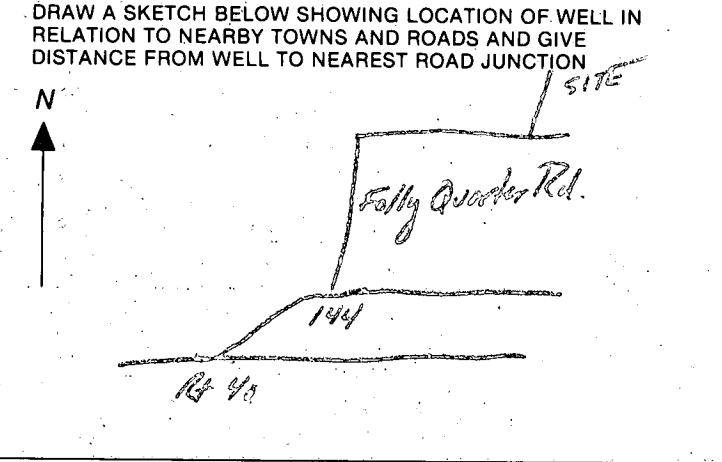 DRAW A SKETCH BELOW SHOWING LOCATION OF WELL IN
RELATION TO NEARBY TOWNS AND ROADS AND GIVE
DISTANCE FROM WELL TO NEAREST ROAD JUNCTION
SITE
N
Folly Quarter Rd.
144
Rt 40